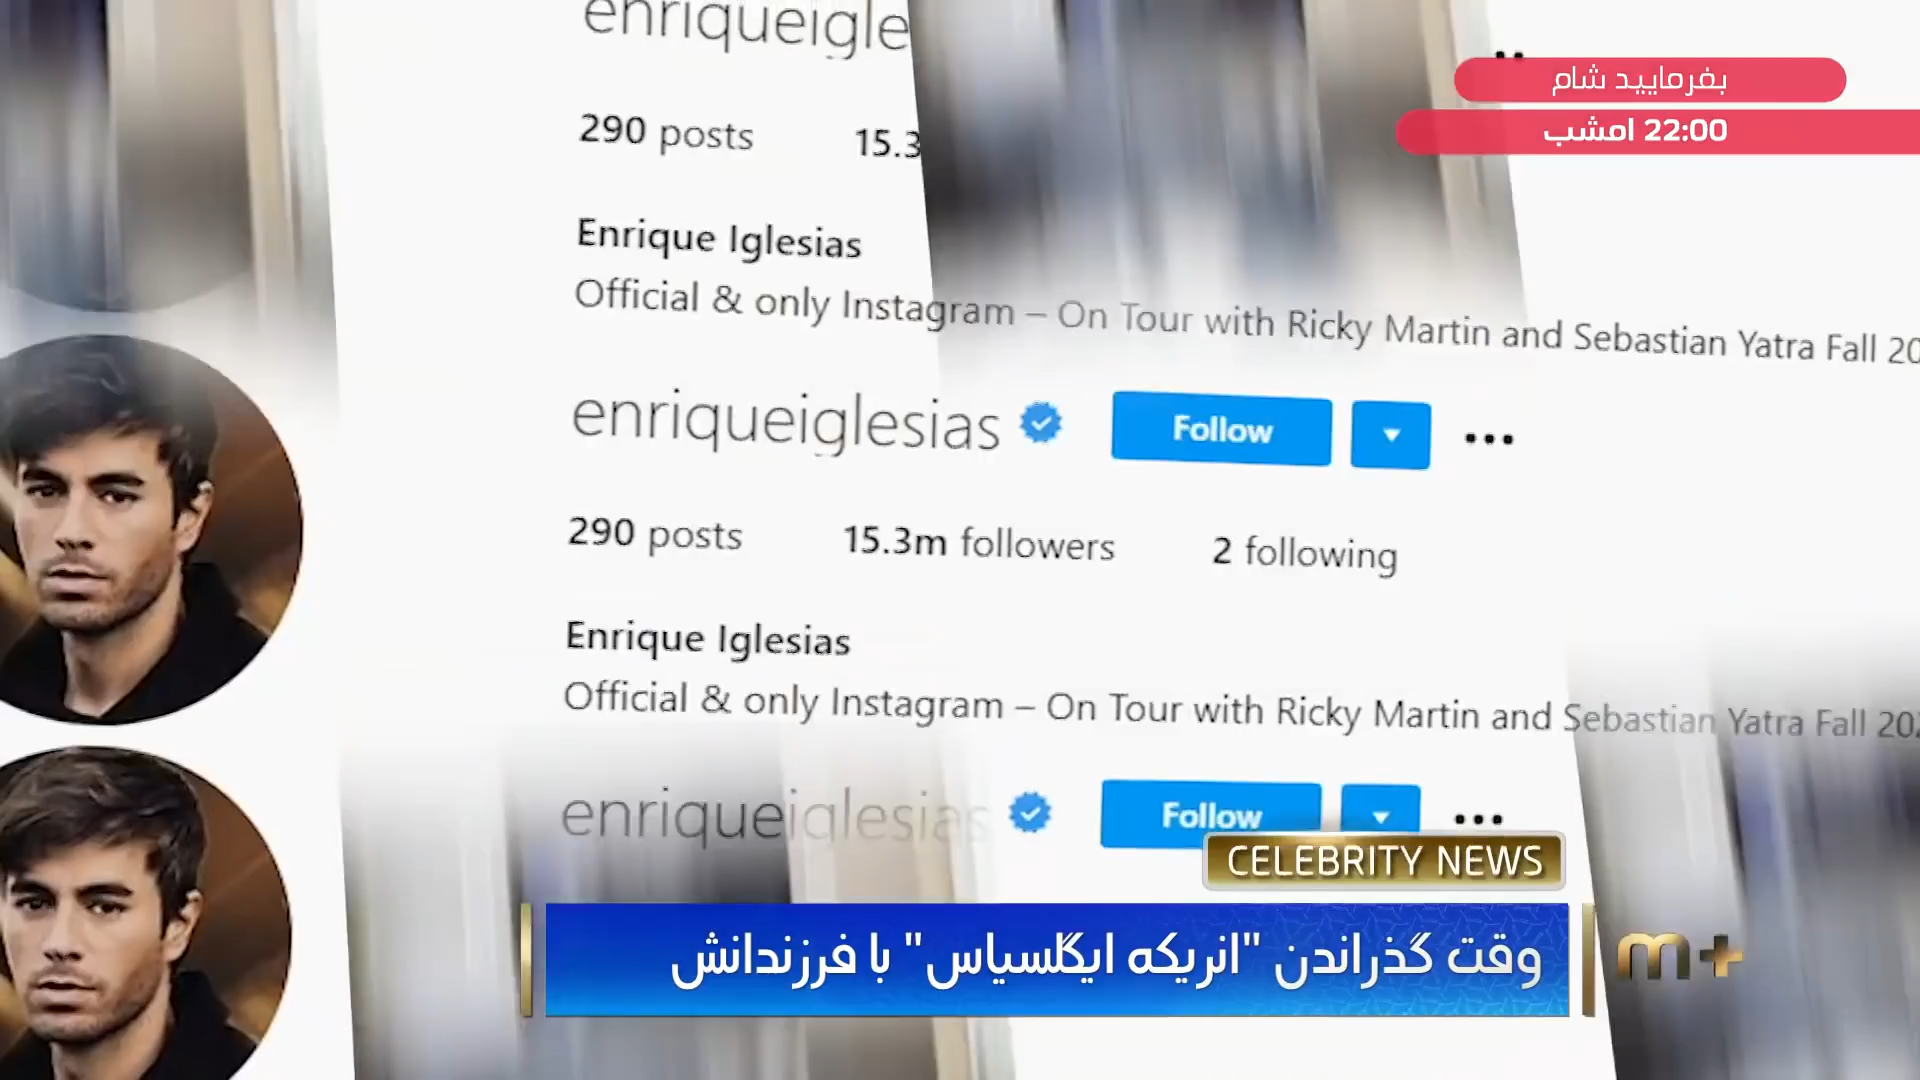 بفرمایید شام
22:00 امشب
290 posts
Enrique Iglesias
Official & only Instagram – On Tour with Ricky Martin and Sebastian Yatra Fall
enriqueiglesias Follow
290 posts 15.3m followers 2 following
Enrique Iglesias
Official & only Instagram – On Tour with Ricky Martin and Sebastian Yatra Fall
enriqueiglesias Follow
CELEBRITY NEWS
وقت گذراندن "انریکه ایگلسیاس" با فرزندانش
m+